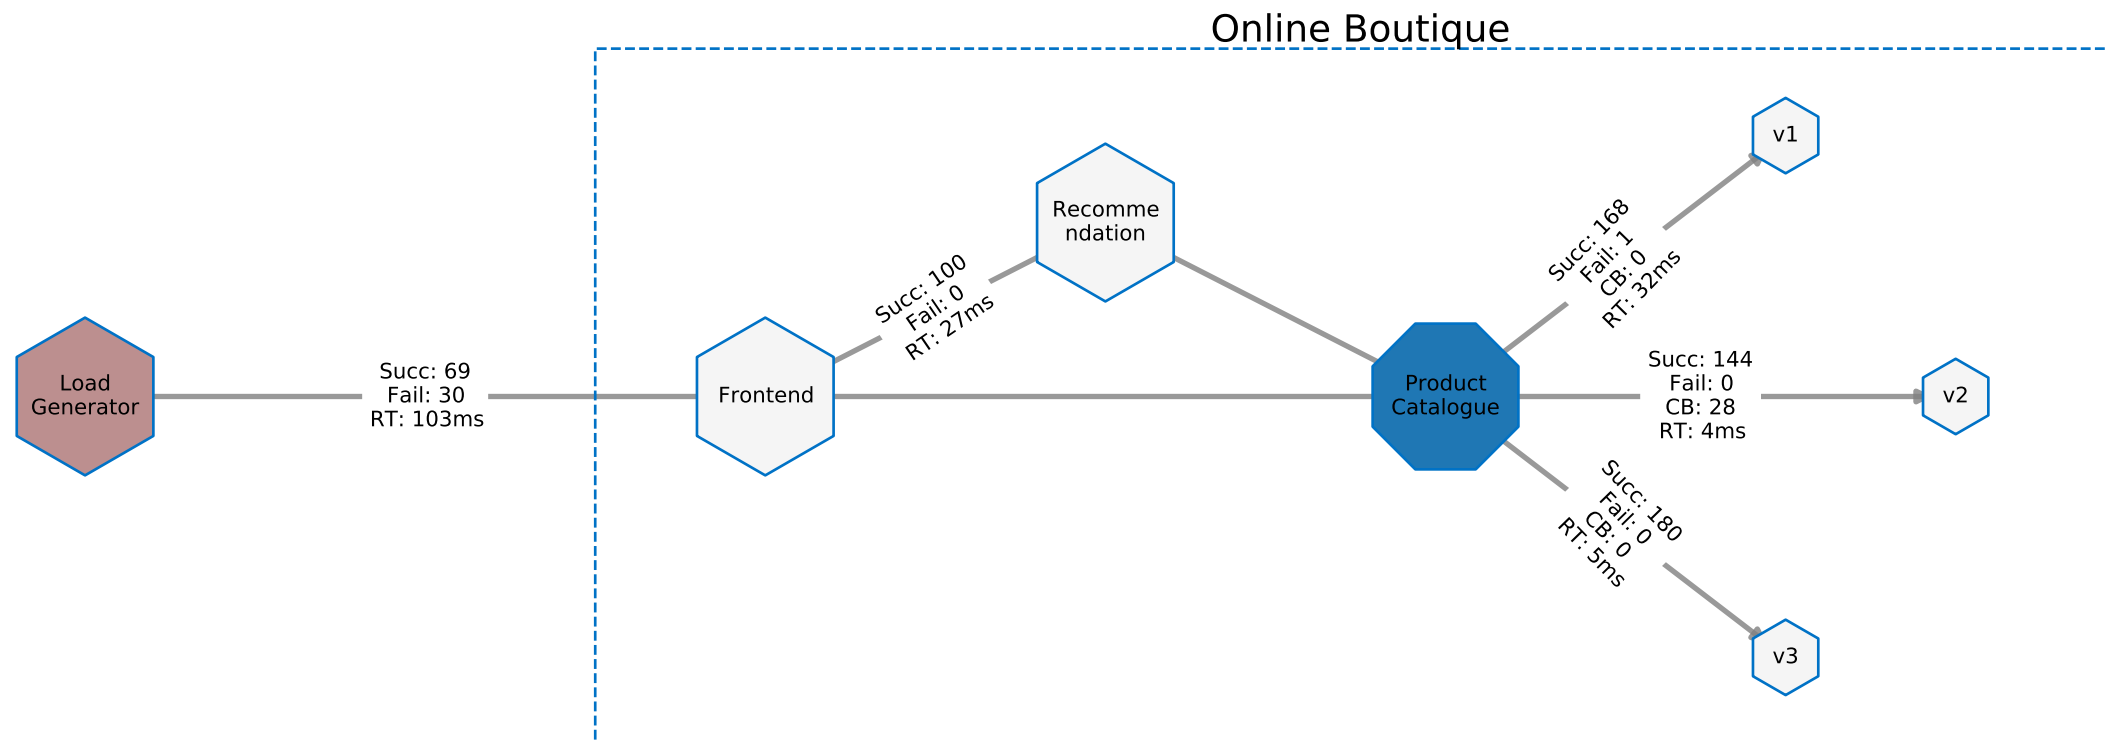 Online Boutique
Load
Generator
Succ: 69
Fail: 30
RT: 103ms
Frontend
Succ: 100
Fail: 0
RT: 27ms
Recomme
ndation
Product
Catalogue
Succ: 168
Fail: 1
CB: 0
RT: 32ms
v1
Succ: 144
Fail: 0
CB: 28
RT: 4ms
v2
Succ: 180
Fail: 0
CB: 0
RT: 5ms
v3